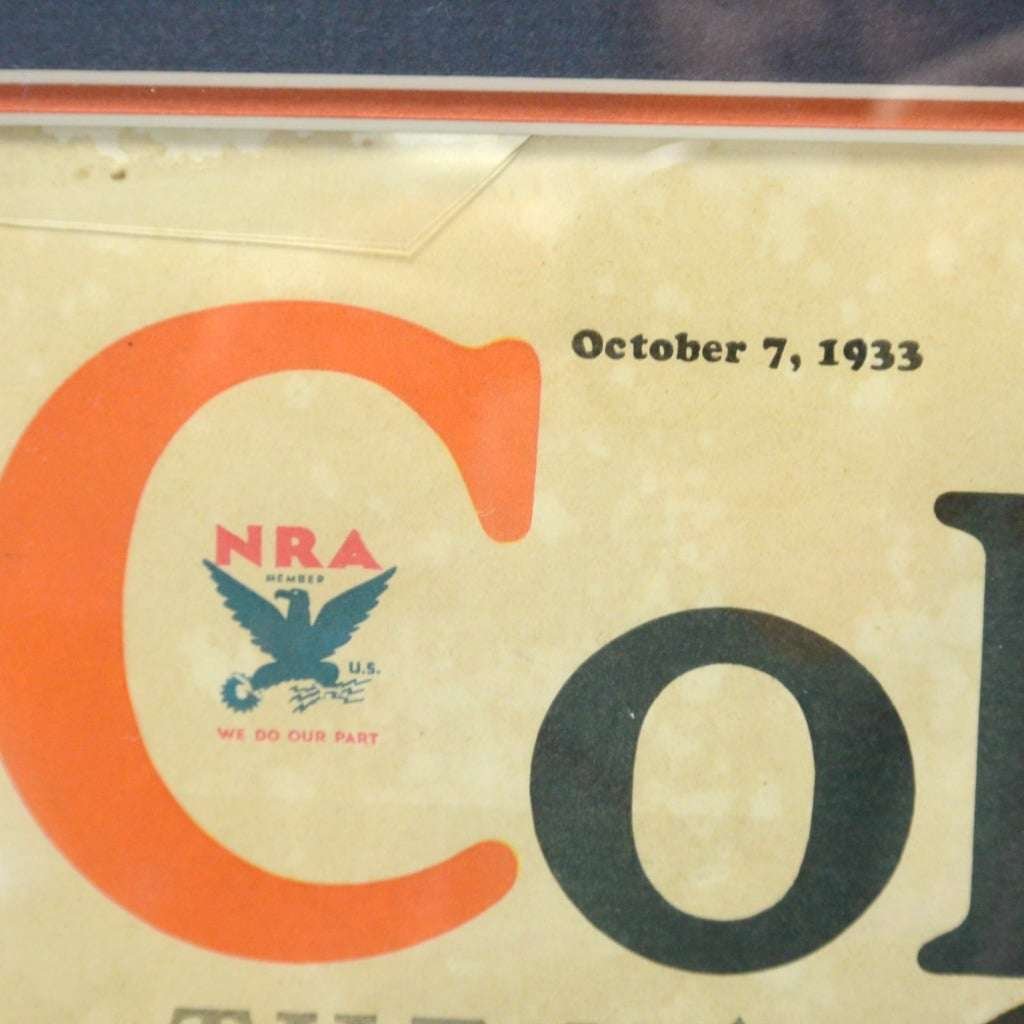 October 7, 1933
Co
NRA
MEMBER
U.S.
WE DO OUR PART